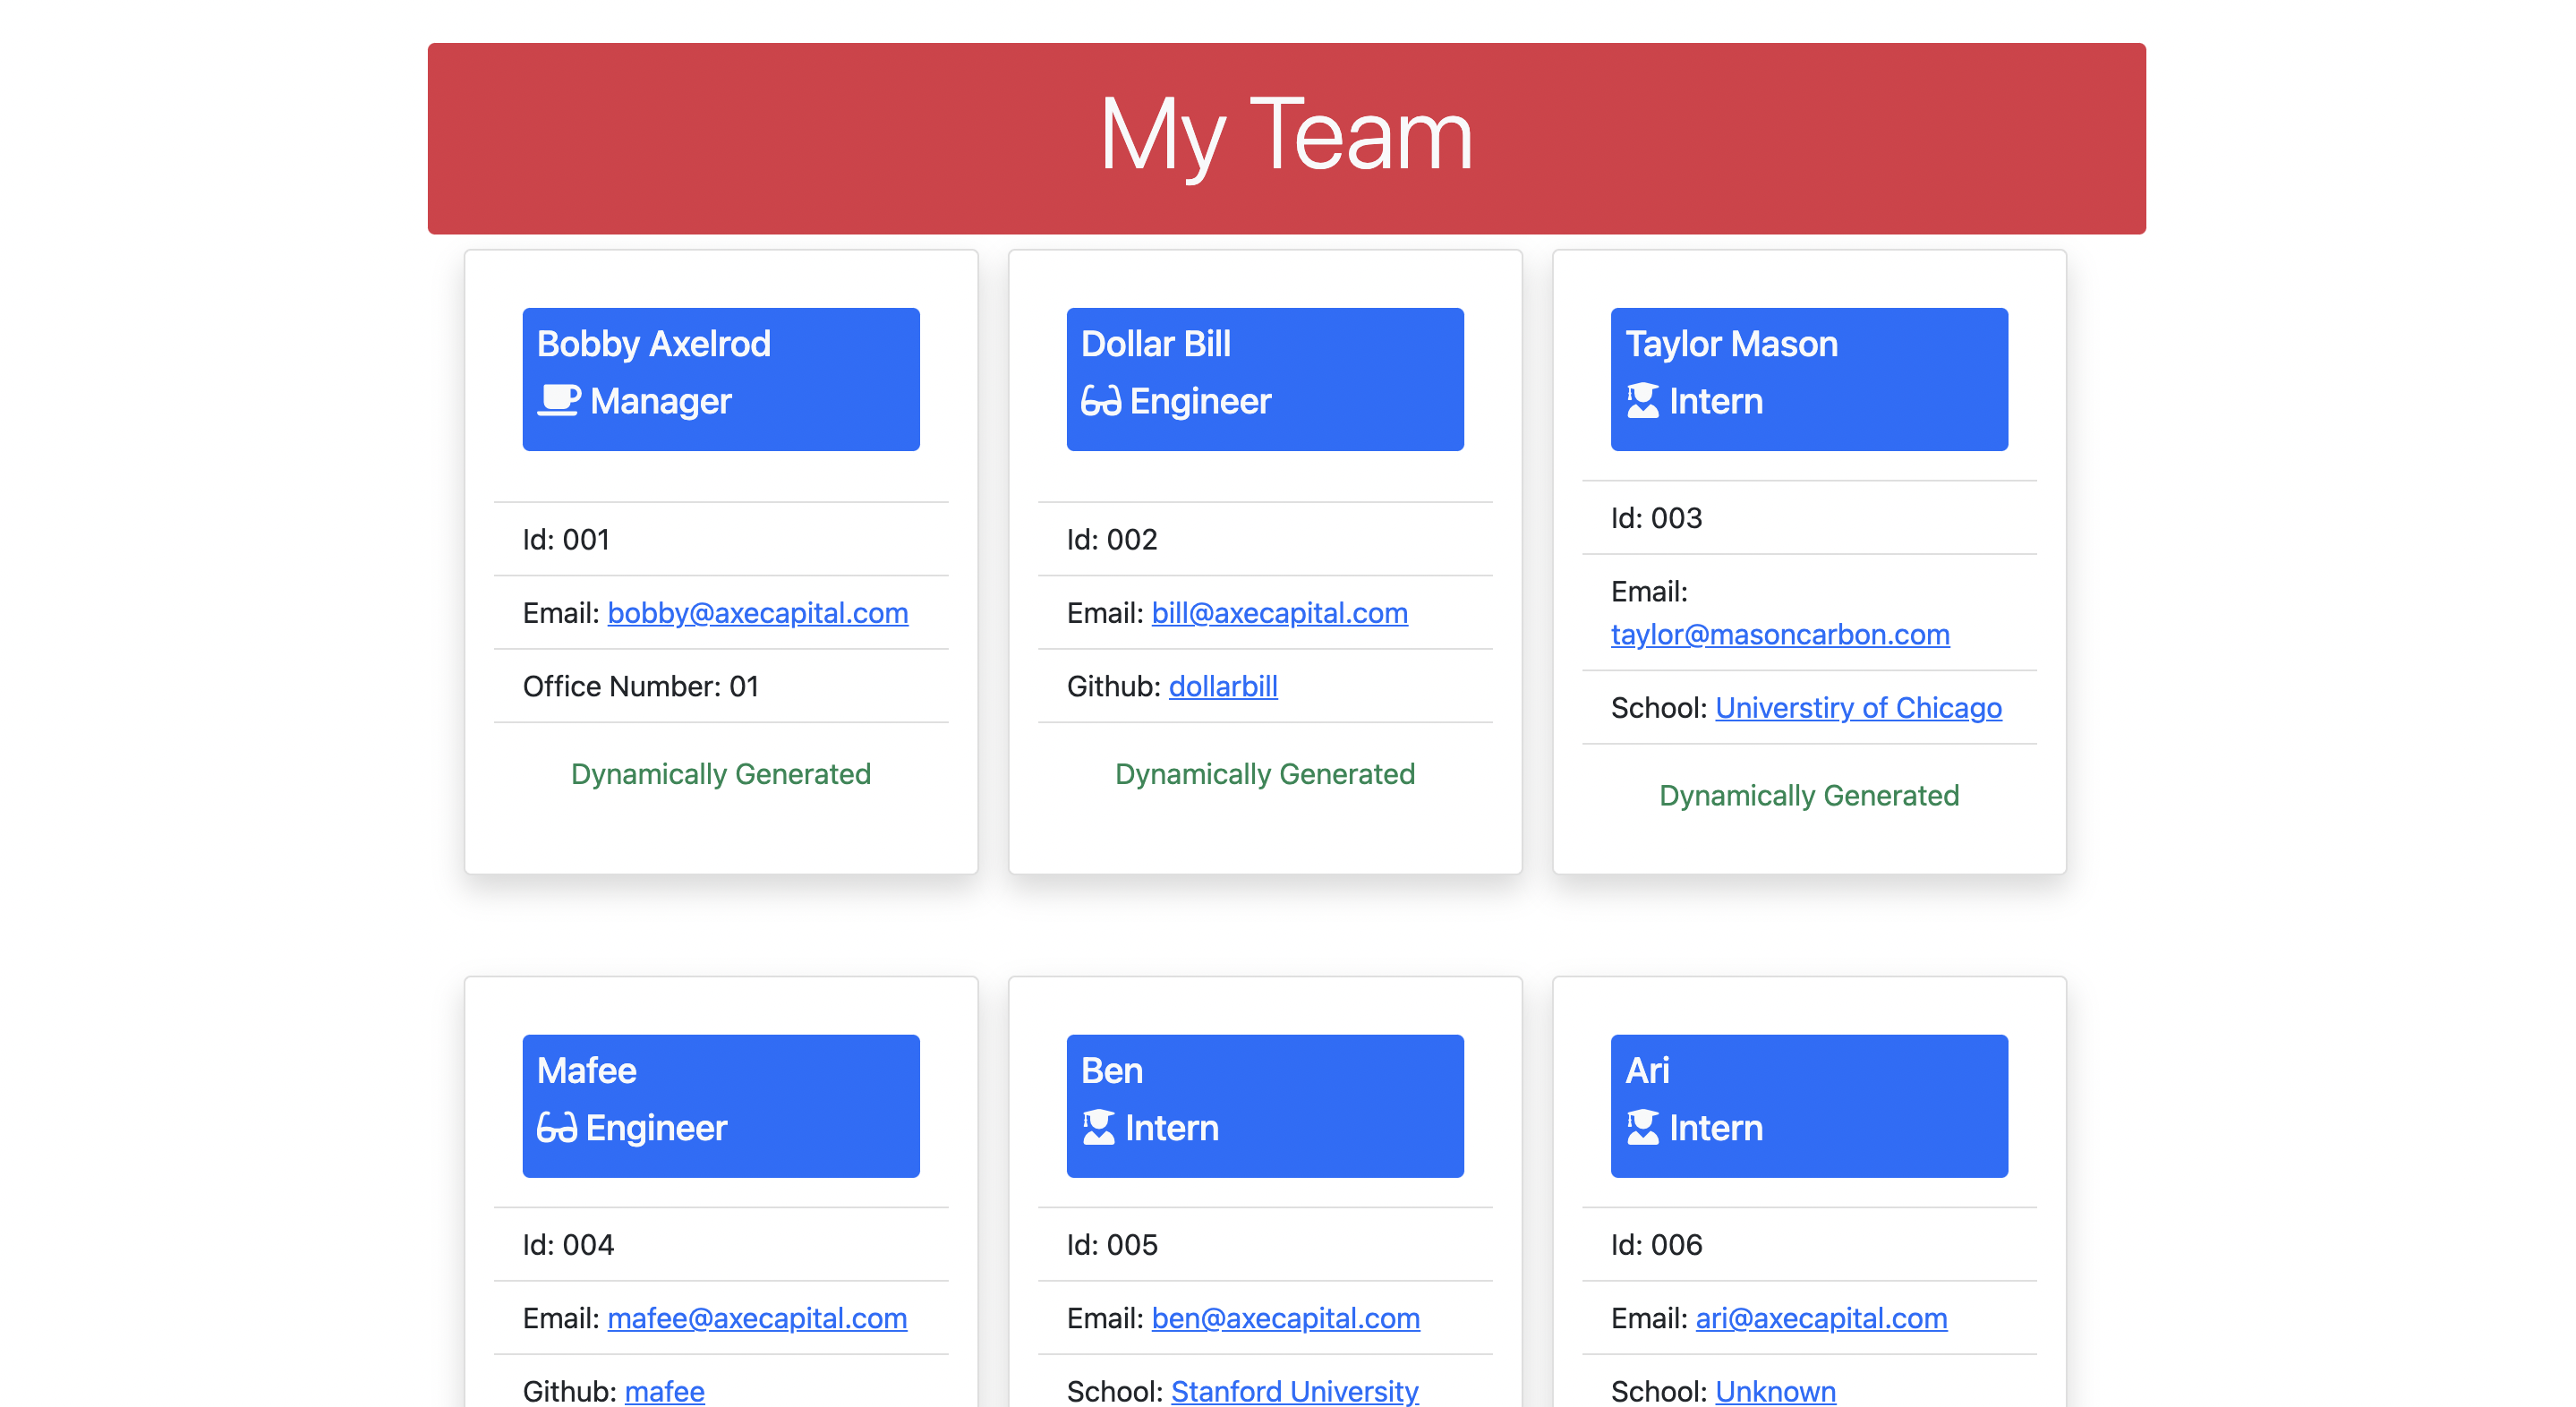 My Team
Bobby Axelrod
Manager
Id: 001
Email: bobby@axecapital.com
Office Number: 01
Dynamically Generated
Dollar Bill
Engineer
Id: 002
Email: bill@axecapital.com
Github: dollarbill
Dynamically Generated
Taylor Mason
Intern
Id: 003
Email:
taylor@masoncarbon.com
School: Universtiry of Chicago
Dynamically Generated
Mafee
Engineer
Id: 004
Email: mafee@axecapital.com
Github: mafee
Ben
Intern
Id: 005
Email: ben@axecapital.com
School: Stanford University
Ari
Intern
Id: 006
Email: ari@axecapital.com
School: Unknown